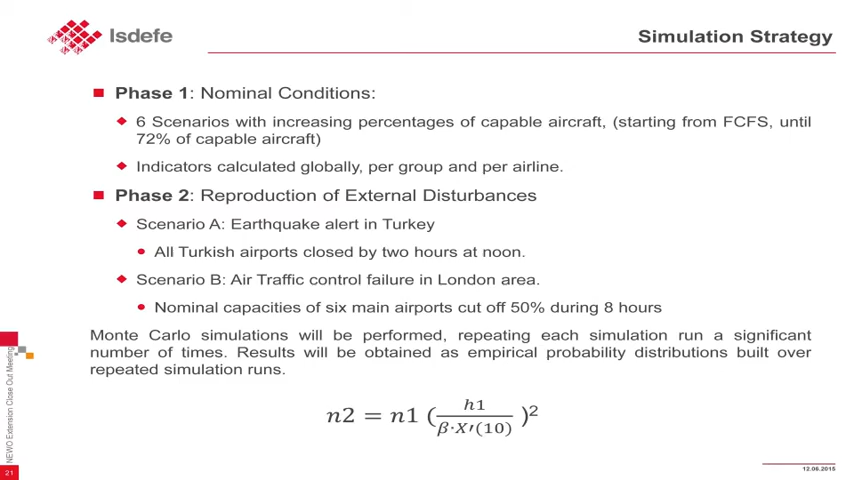 Isdefe
Simulation Strategy
Phase 1: Nominal Conditions:
6 Scenarios with increasing percentages of capable aircraft, (starting from FCFS, until
72% of capable aircraft)
Indicators calculated globally, per group and per airline.
Phase 2: Reproduction of External Disturbances
Scenario A: Earthquake alert in Turkey
All Turkish airports closed by two hours at noon.
Scenario B: Air Traffic control failure in London area.
Nominal capacities of six main airports cut off 50% during 8 hours
Monte Carlo simulations will be performed, repeating each simulation run a significant
number of times. Results will be obtained as empirical probability distributions built over
repeated simulation runs.
n2 = n1 (h1 / β·X′(10))²
NEWO Extension Close Out Meeting
21
12.06.2015